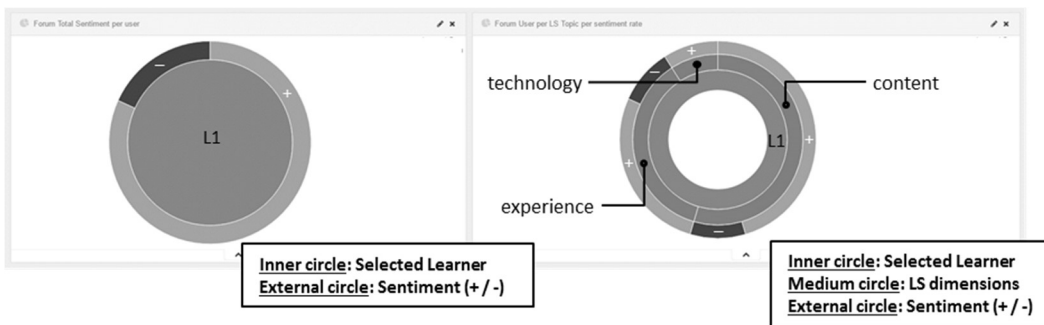 Forum Total Sentiment per user
Forum User per LS Topic per sentiment rate
−
+
L1
technology
content
experience
+
−
+
+
−
L1
Inner circle: Selected Learner
External circle: Sentiment (+ / -)
Inner circle: Selected Learner
Medium circle: LS dimensions
External circle: Sentiment (+ / -)